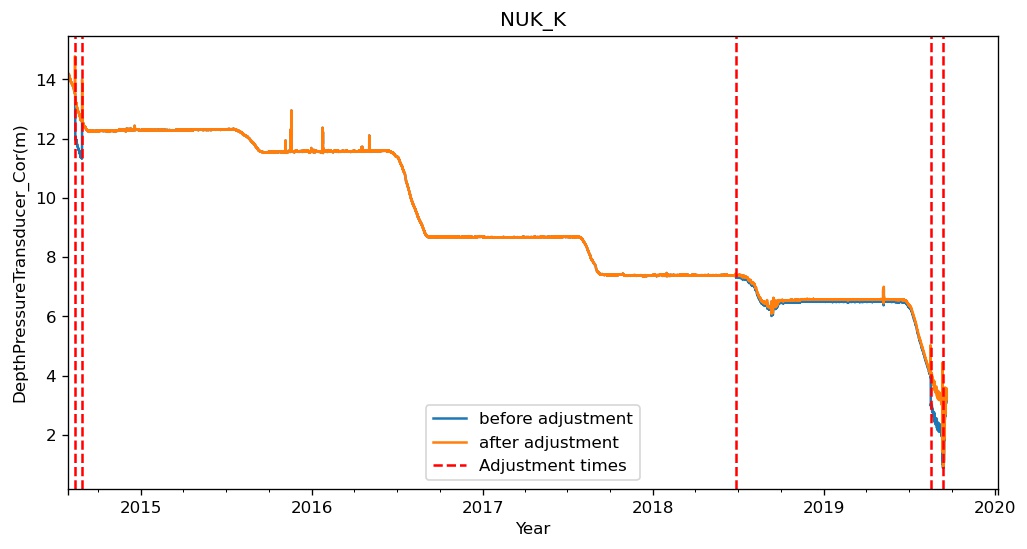 NUK_K
DepthPressureTransducer_Cor(m)
14
12
10
8
6
4
2
before adjustment
after adjustment
Adjustment times
2015
2016
2017
2018
2019
2020
Year